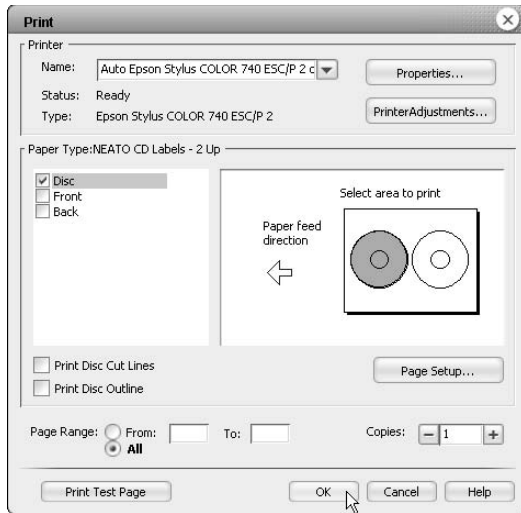 Print
Printer
Name: Auto Epson Stylus COLOR 740 ESC/P 2 c
Properties...
Status: Ready
Type: Epson Stylus COLOR 740 ESC/P 2
PrinterAdjustments...
Paper Type:NEATO CD Labels - 2 Up
Disc
Front
Back
Select area to print
Paper feed
direction
Print Disc Cut Lines
Print Disc Outline
Page Setup...
Page Range: From: To: Copies: 1
All
Print Test Page OK Cancel Help